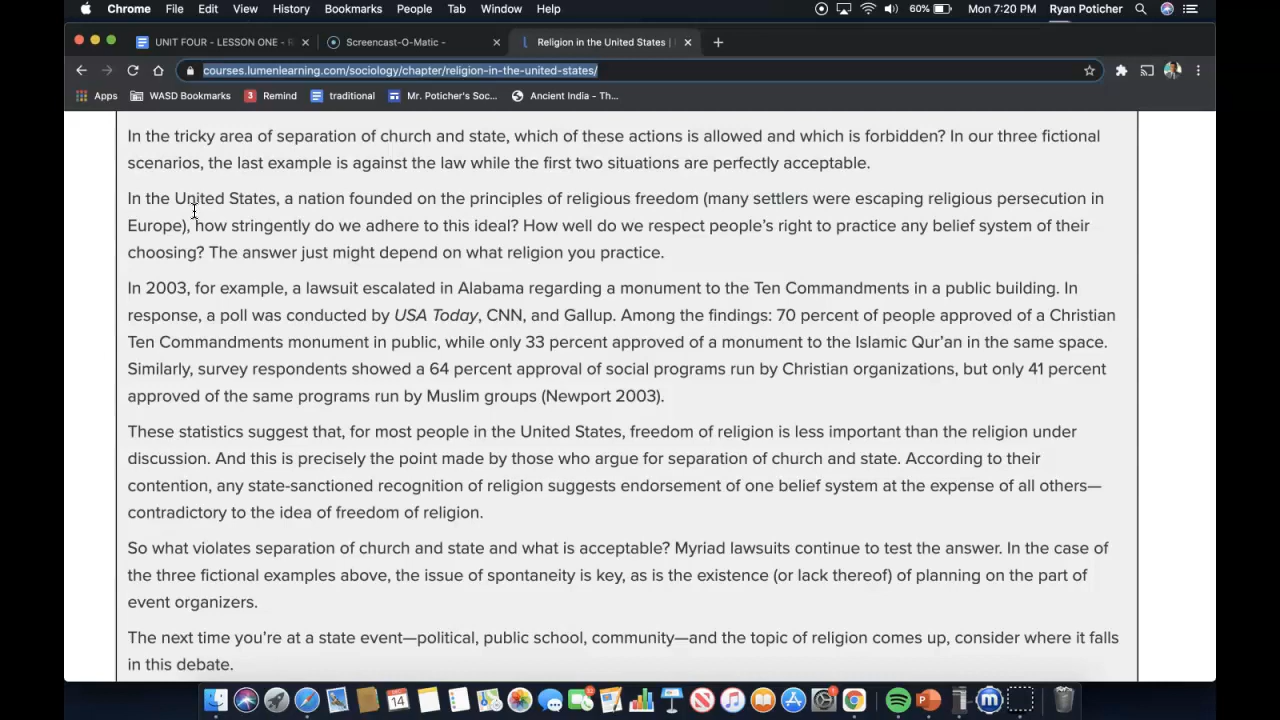 Chrome File Edit View History Bookmarks People Tab Window Help 60% Mon 7:20 PM Ryan Poticher
UNIT FOUR - LESSON ONE - R Screencast-O-Matic - Religion in the United States |
courses.lumenlearning.com/sociology/chapter/religion-in-the-united-states/
Apps WASD Bookmarks 3 Remind traditional Mr. Poticher's Soc... Ancient India - Th...
In the tricky area of separation of church and state, which of these actions is allowed and which is forbidden? In our three fictional
scenarios, the last example is against the law while the first two situations are perfectly acceptable.
In the United States, a nation founded on the principles of religious freedom (many settlers were escaping religious persecution in
Europe), how stringently do we adhere to this ideal? How well do we respect people’s right to practice any belief system of their
choosing? The answer just might depend on what religion you practice.
In 2003, for example, a lawsuit escalated in Alabama regarding a monument to the Ten Commandments in a public building. In
response, a poll was conducted by USA Today, CNN, and Gallup. Among the findings: 70 percent of people approved of a Christian
Ten Commandments monument in public, while only 33 percent approved of a monument to the Islamic Qur’an in the same space.
Similarly, survey respondents showed a 64 percent approval of social programs run by Christian organizations, but only 41 percent
approved of the same programs run by Muslim groups (Newport 2003).
These statistics suggest that, for most people in the United States, freedom of religion is less important than the religion under
discussion. And this is precisely the point made by those who argue for separation of church and state. According to their
contention, any state-sanctioned recognition of religion suggests endorsement of one belief system at the expense of all others—
contradictory to the idea of freedom of religion.
So what violates separation of church and state and what is acceptable? Myriad lawsuits continue to test the answer. In the case of
the three fictional examples above, the issue of spontaneity is key, as is the existence (or lack thereof) of planning on the part of
event organizers.
The next time you’re at a state event—political, public school, community—and the topic of religion comes up, consider where it falls
in this debate.
14